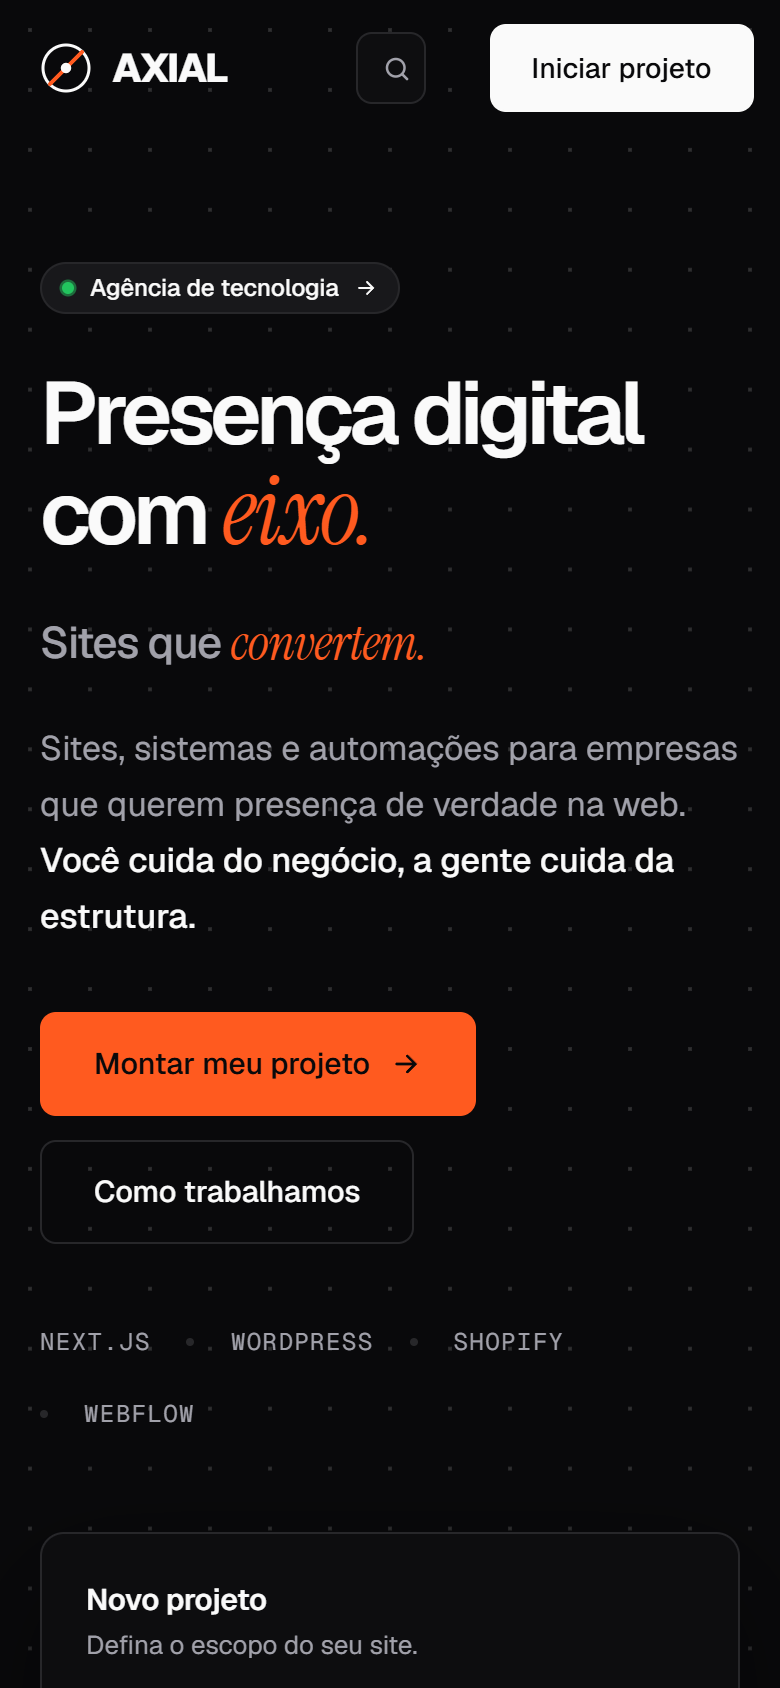 AXIAL
Iniciar projeto
Agência de tecnologia →
Presença digital
com eixo.
Sites que convertem.
Sites, sistemas e automações para empresas
que querem presença de verdade na web.
Você cuida do negócio, a gente cuida da
estrutura.
Montar meu projeto →
Como trabalhamos
NEXT.JS • WORDPRESS • SHOPIFY
• WEBFLOW
Novo projeto
Defina o escopo do seu site.